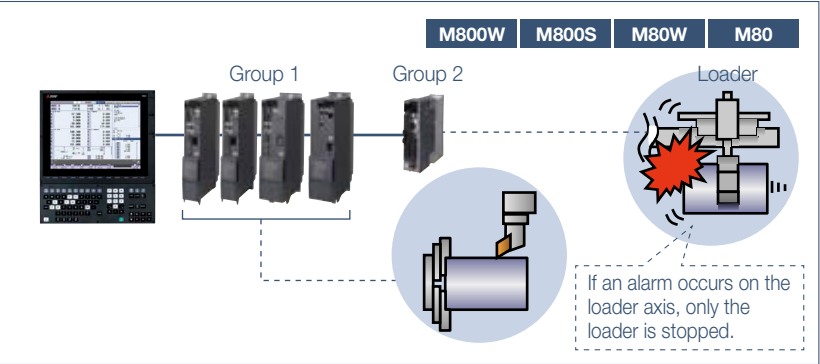 M800W M800S M80W M80
Group 1 Group 2 Loader
If an alarm occurs on the
loader axis, only the
loader is stopped.